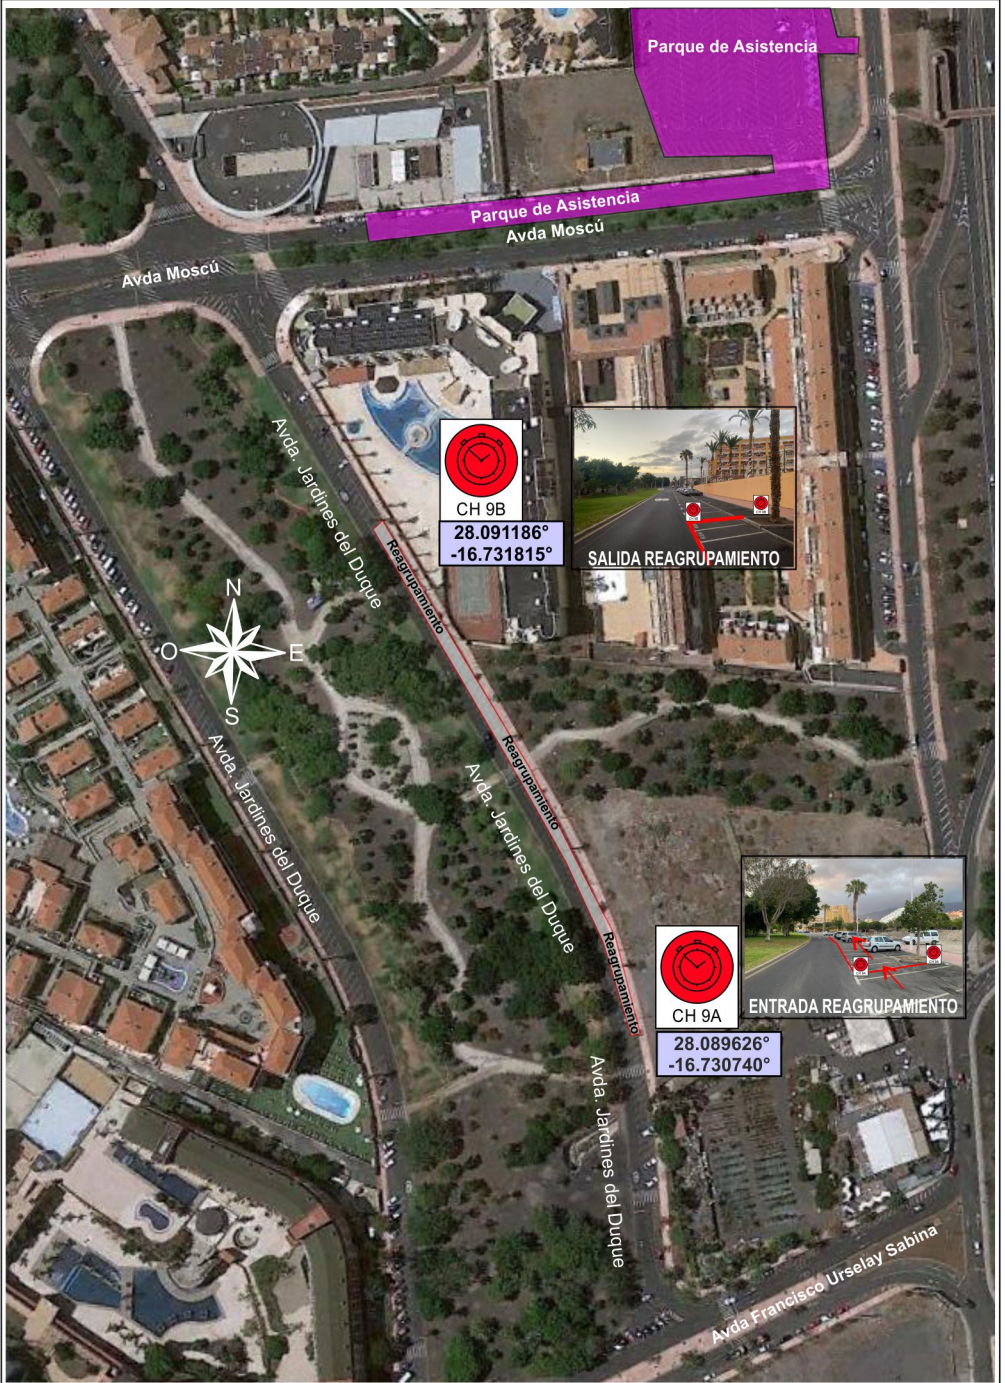 Parque de Asistencia
Parque de Asistencia
Avda Moscú
Avda Moscú
Avda. Jardines del Duque
CH 9B
28.091186°
-16.731815°
SALIDA REAGRUPAMIENTO
Reagrupamiento
N
O
E
S
Avda. Jardines del Duque
Reagrupamiento
Avda. Jardines del Duque
Reagrupamiento
CH 9A
28.089626°
-16.730740°
ENTRADA REAGRUPAMIENTO
Avda. Jardines del Duque
Avda Francisco Urselay Sabina